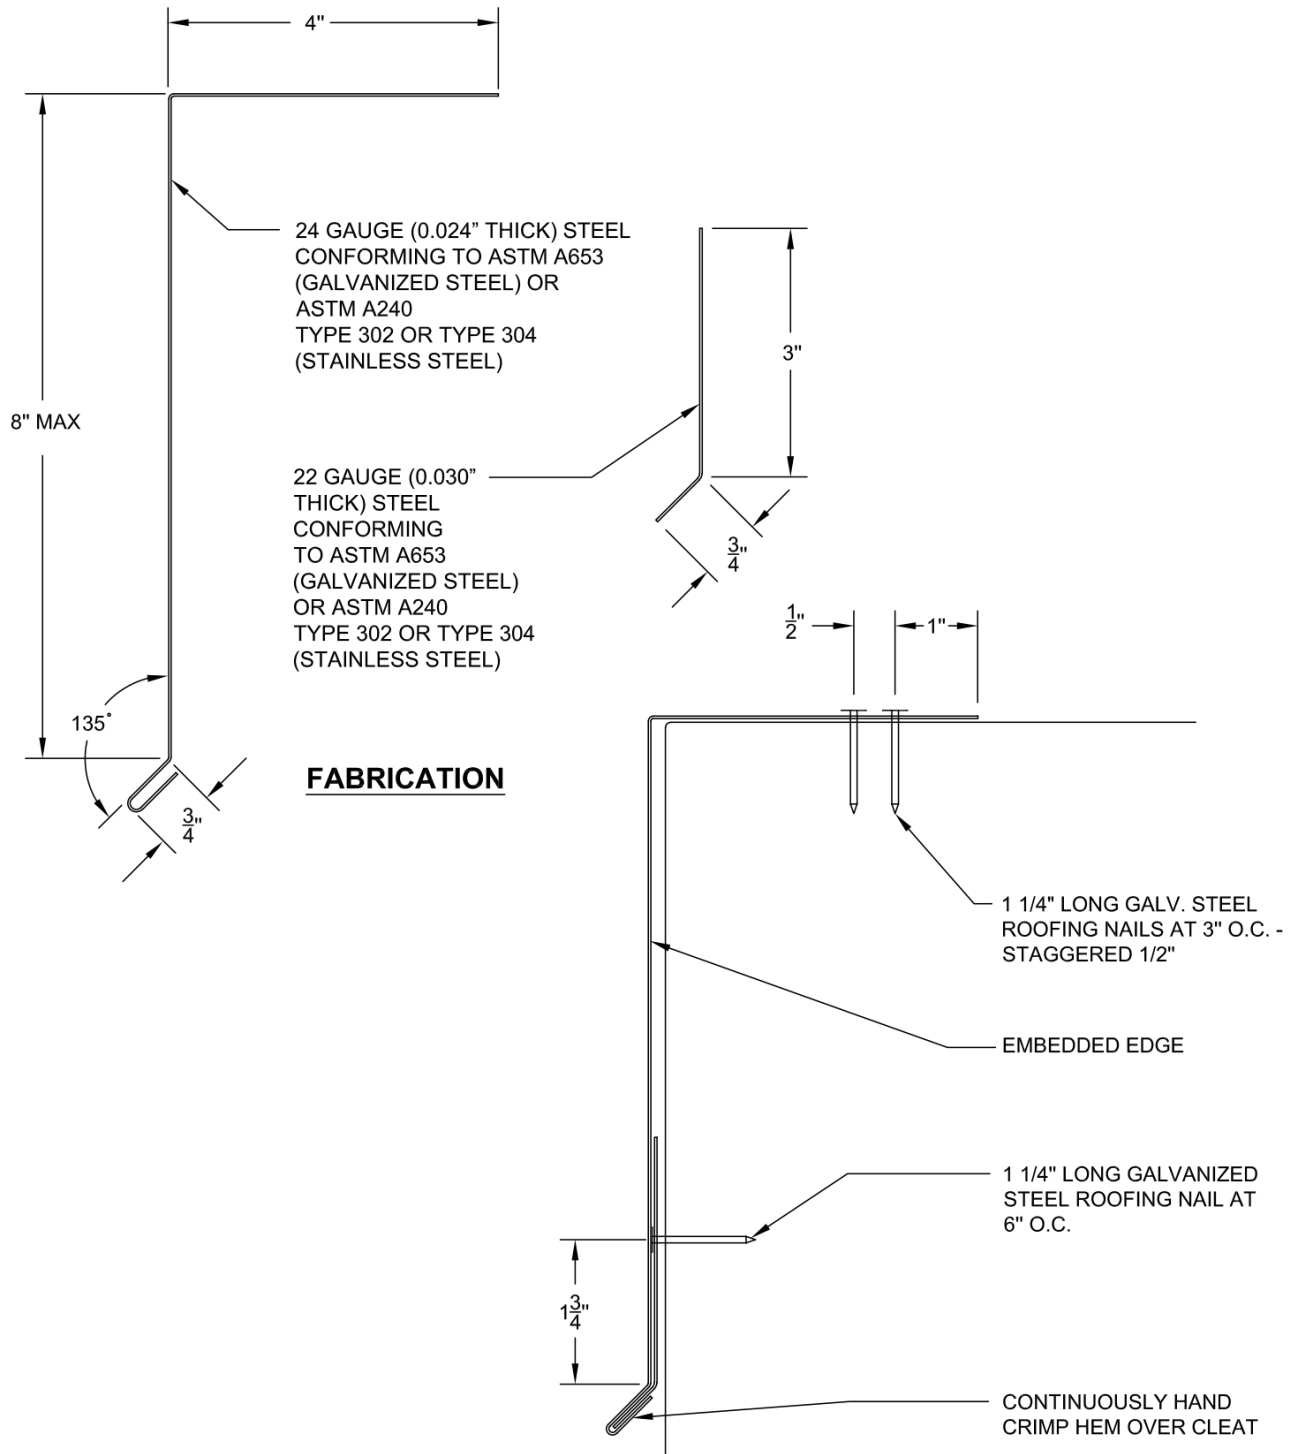 4"
24 GAUGE (0.024” THICK) STEEL
CONFORMING TO ASTM A653
(GALVANIZED STEEL) OR
ASTM A240
TYPE 302 OR TYPE 304
(STAINLESS STEEL)
3"
8" MAX
22 GAUGE (0.030”
THICK) STEEL
CONFORMING
TO ASTM A653
(GALVANIZED STEEL)
OR ASTM A240
TYPE 302 OR TYPE 304
(STAINLESS STEEL)
3/4"
1/2"
1"
135°
FABRICATION
3/4"
1 1/4" LONG GALV. STEEL
ROOFING NAILS AT 3" O.C. -
STAGGERED 1/2"
EMBEDDED EDGE
1 1/4" LONG GALVANIZED
STEEL ROOFING NAIL AT
6" O.C.
1 3/4"
CONTINUOUSLY HAND
CRIMP HEM OVER CLEAT